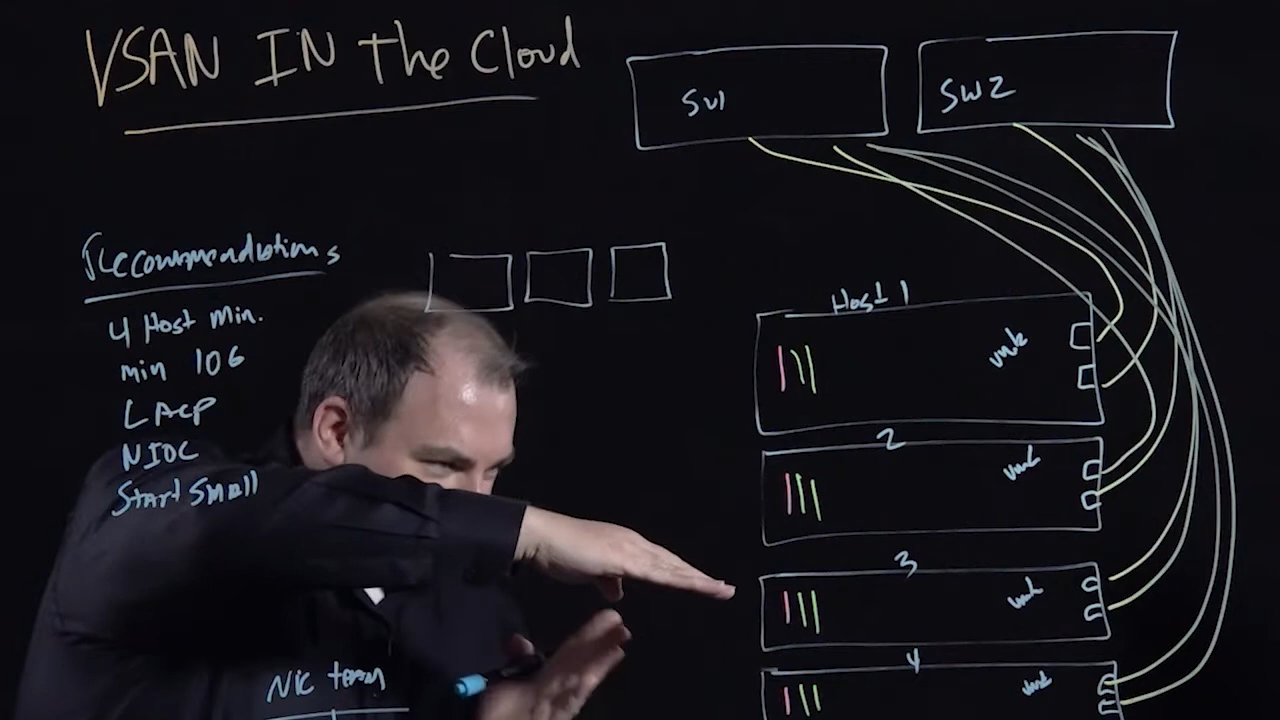 VSAN IN the Cloud
SW1
SW2
Recommendations
4 Host Min.
min 10G
LACP
NIOC
Start Small
Host 1
vmk
2
vmk
3
vmk
4
vmk
NIC team